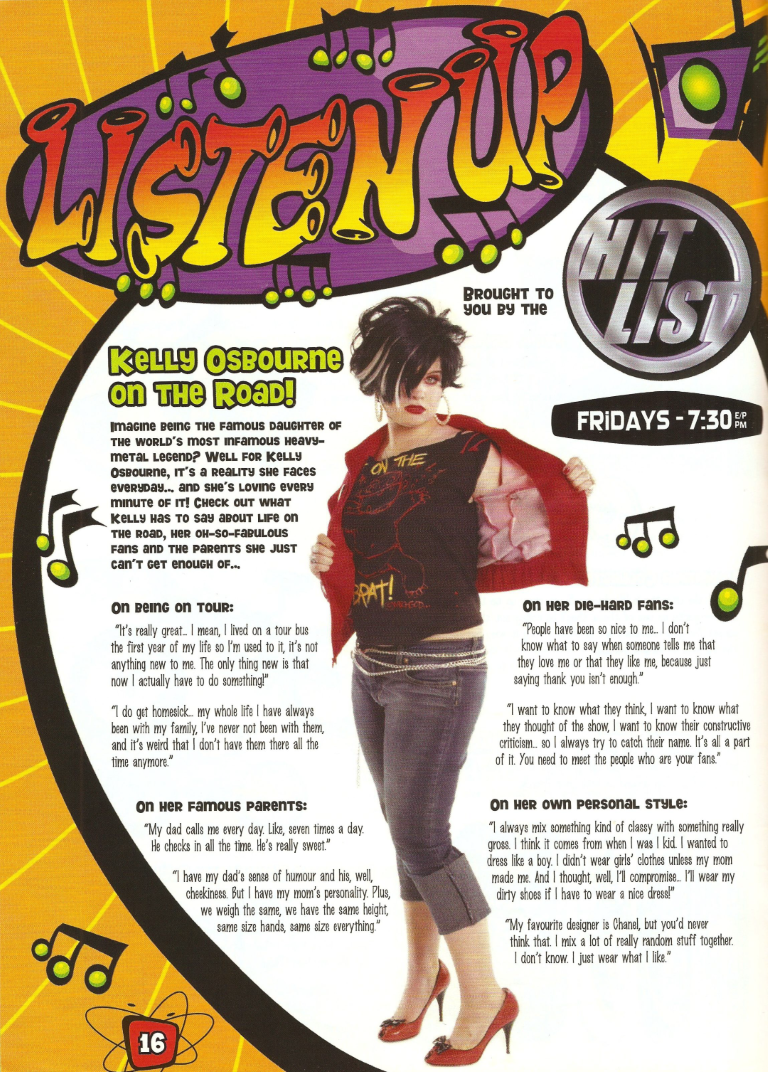 LISTEN UP
BROUGHT TO
YOU BY THE
HIT
LIST
FRIDAYS - 7:30 E/P PM
KELLY OSBOURNE
ON THE ROAD!
IMAGINE BEING THE FAMOUS DAUGHTER OF
THE WORLD'S MOST INFAMOUS HEAVY-
METAL LEGEND? WELL FOR KELLY
OSBOURNE, IT'S A REALITY SHE FACES
EVERYDAY... AND SHE'S LOVING EVERY
MINUTE OF IT! CHECK OUT WHAT
KELLY HAS TO SAY ABOUT LIFE ON
THE ROAD, HER OH-SO-FABULOUS
FANS AND THE PARENTS SHE JUST
CAN'T GET ENOUGH OF...
ON THE
BRAT!
ON BEING ON TOUR:
"It's really great... I mean, I lived on a tour bus
the first year of my life so I'm used to it, it's not
anything new to me. The only thing new is that
now I actually have to do something!"
"I do get homesick... my whole life I have always
been with my family, I've never not been with them,
and it's weird that I don't have them there all the
time anymore."
ON HER FAMOUS PARENTS:
"My dad calls me every day. Like, seven times a day.
He checks in all the time. He's really sweet."
"I have my dad's sense of humour and his, well,
cheekiness. But I have my mom's personality. Plus,
we weigh the same, we have the same height,
same size hands, same size everything."
ON HER DIE-HARD FANS:
"People have been so nice to me... I don't
know what to say when someone tells me that
they love me or that they like me, because just
saying thank you isn't enough."
"I want to know what they think, I want to know what
they thought of the show, I want to know their constructive
criticism... so I always try to catch their name. It's all a part
of it. You need to meet the people who are your fans."
ON HER OWN PERSONAL STYLE:
"I always mix something kind of classy with something really
gross. I think it comes from when I was I kid. I wanted to
dress like a boy. I didn't wear girls' clothes unless my mom
made me. And I thought, well, I'll compromise... I'll wear my
dirty shoes if I have to wear a nice dress!"
"My favourite designer is Chanel, but you'd never
think that. I mix a lot of really random stuff together.
I don't know. I just wear what I like."
16